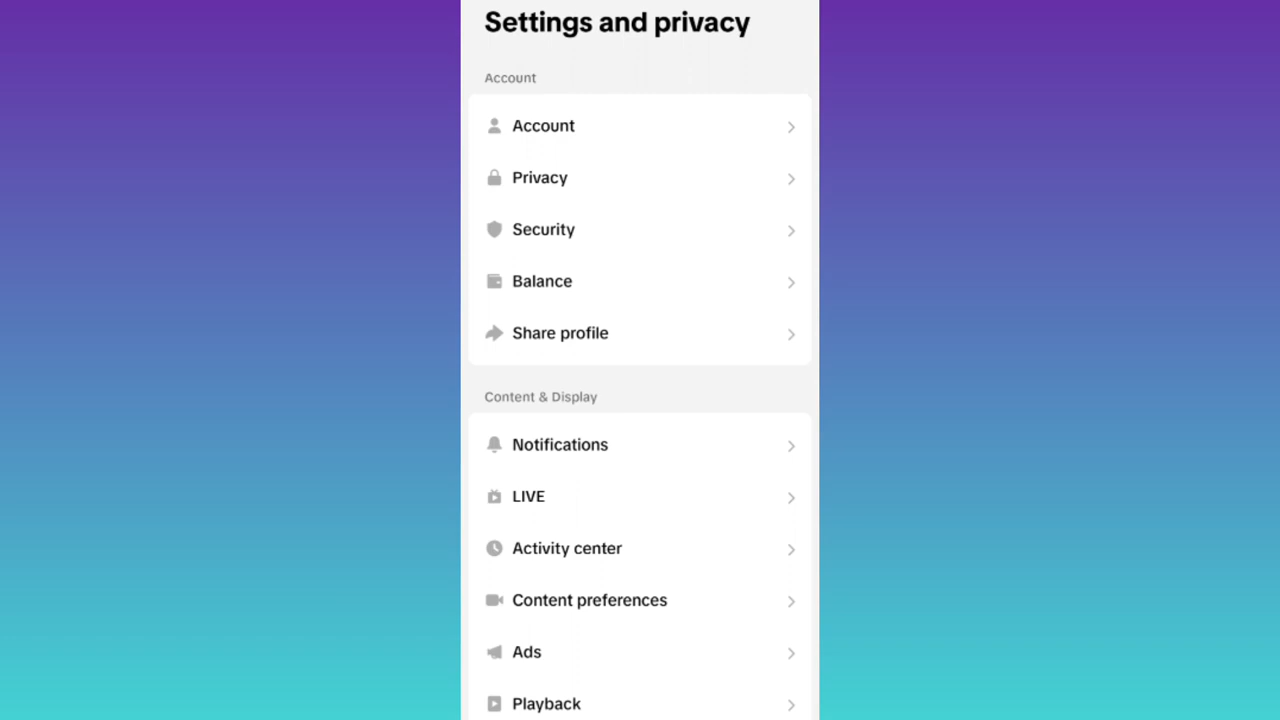 Settings and privacy
Account
Account
Privacy
Security
Balance
Share profile
Content & Display
Notifications
LIVE
Activity center
Content preferences
Ads
Playback